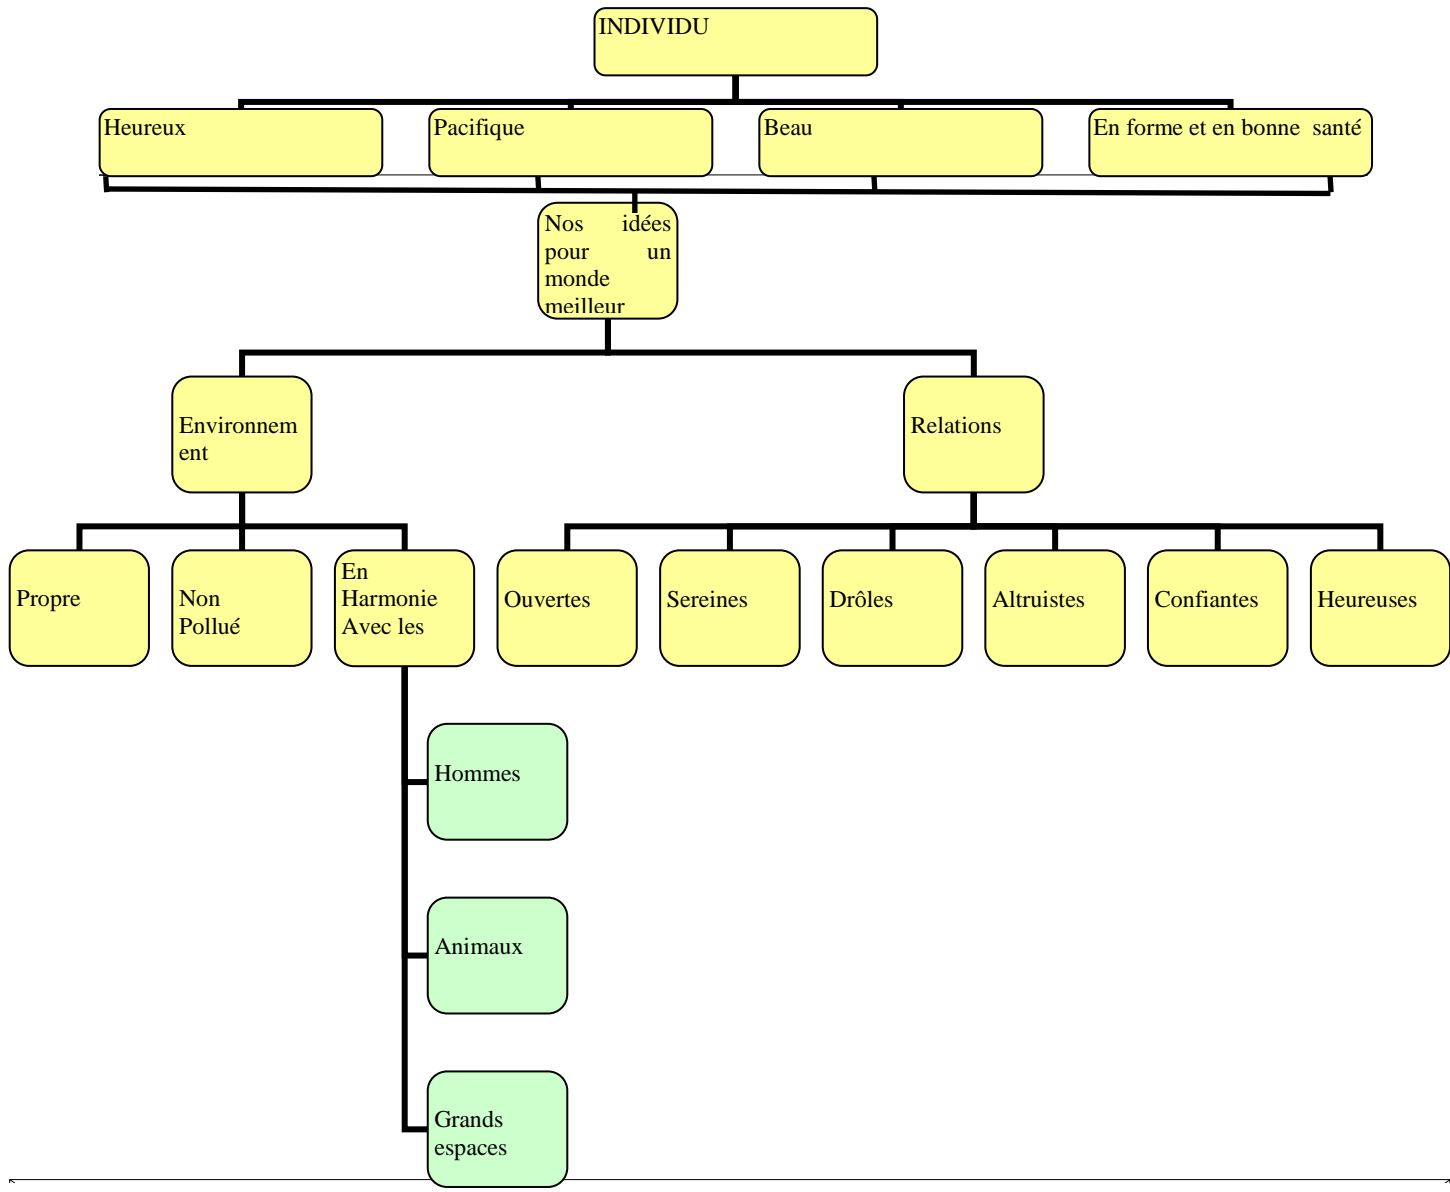 INDIVIDU
Heureux
Pacifique
Beau
En forme et en bonne santé
Nos idées
pour un
monde
meilleur
Environnem
ent
Relations
Propre
Non
Pollué
En
Harmonie
Avec les
Ouvertes
Sereines
Drôles
Altruistes
Confiantes
Heureuses
Hommes
Animaux
Grands
espaces